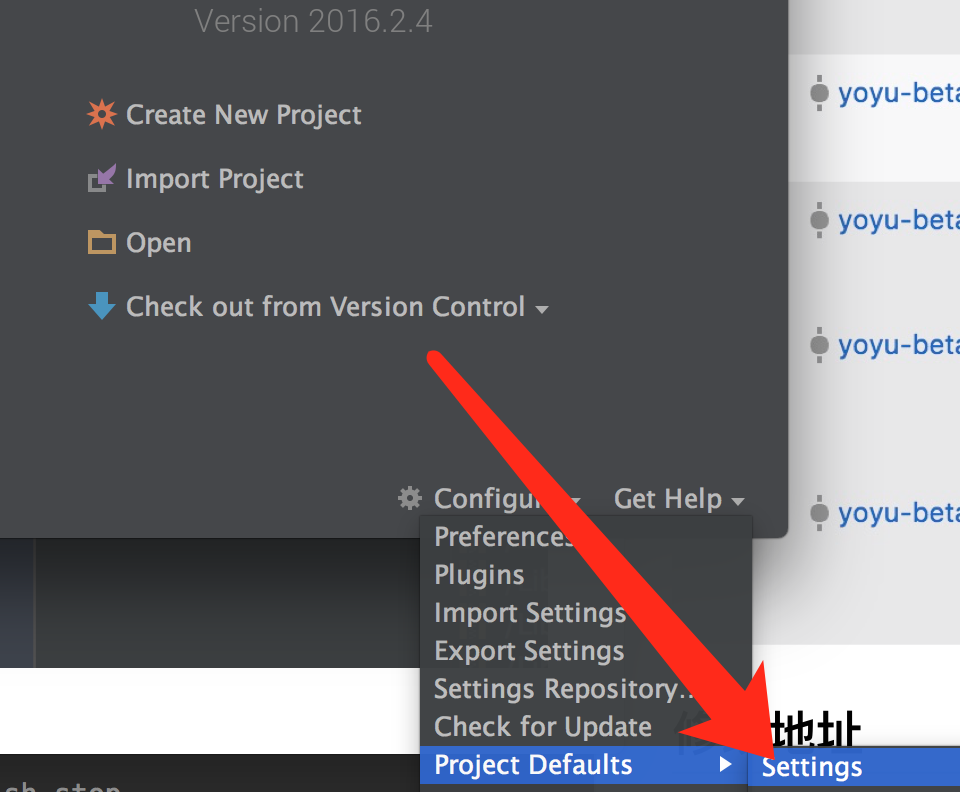 Version 2016.2.4
Create New Project
Import Project
Open
Check out from Version Control
Configure
Get Help
Preferences
Plugins
Import Settings
Export Settings
Settings Repository..
Check for Update
Project Defaults
Settings
yoyu-beta
yoyu-beta
yoyu-beta
yoyu-beta
地址
sh stop